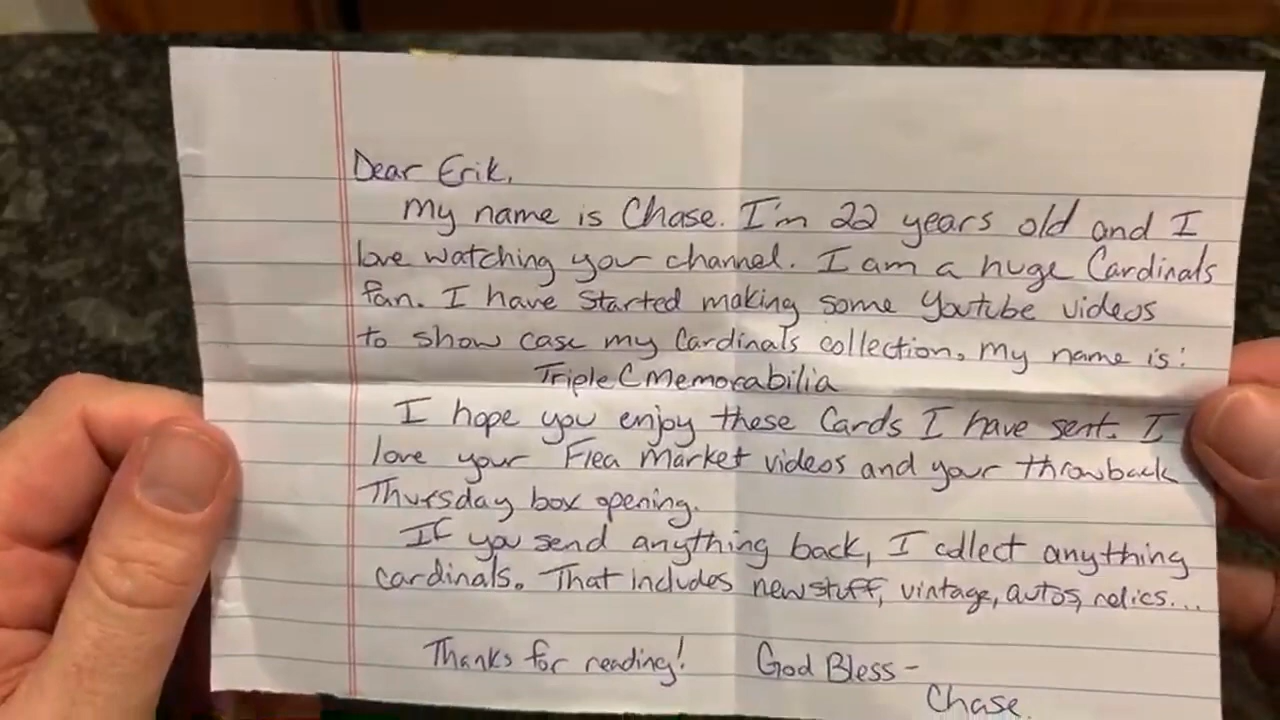 Dear Erik,
My name is Chase. I'm 22 years old and I
love watching your channel. I am a huge Cardinals
fan. I have started making some Youtube videos
to show case my Cardinals collection. My name is:
Triple C Memorabilia
I hope you enjoy these Cards I have sent. I
love your Flea Market videos and your throwback
Thursday box opening.
If you send anything back, I collect anything
cardinals. That includes new stuff, vintage, autos, relics...
Thanks for reading! God Bless -
Chase